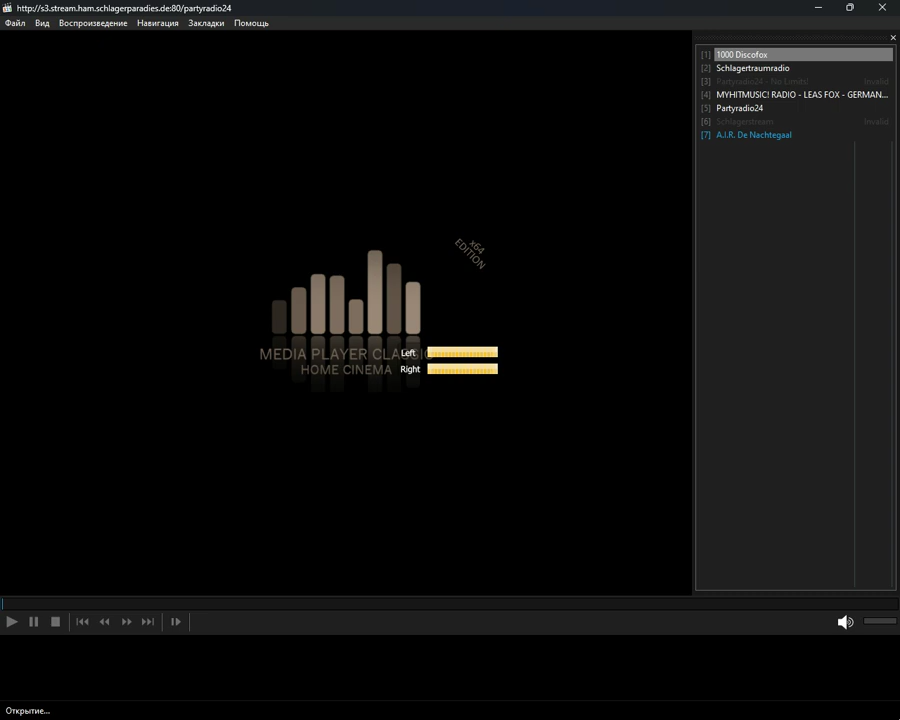 http://s3.stream.ham.schlagerparadies.de:80/partyradio24
Файл Вид Воспроизведение Навигация Закладки Помощь
[1] 1000 Discofox
[2] Schlagertraumradio
[3] Partyradio24 - No Limits! Invalid
[4] MYHITMUSIC! RADIO - LEAS FOX - GERMAN...
[5] Partyradio24
[6] Schlagerstream Invalid
[7] A.I.R. De Nachtegaal
x64
EDITION
MEDIA PLAYER CLASSIC
HOME CINEMA
Left
Right
Открытие...